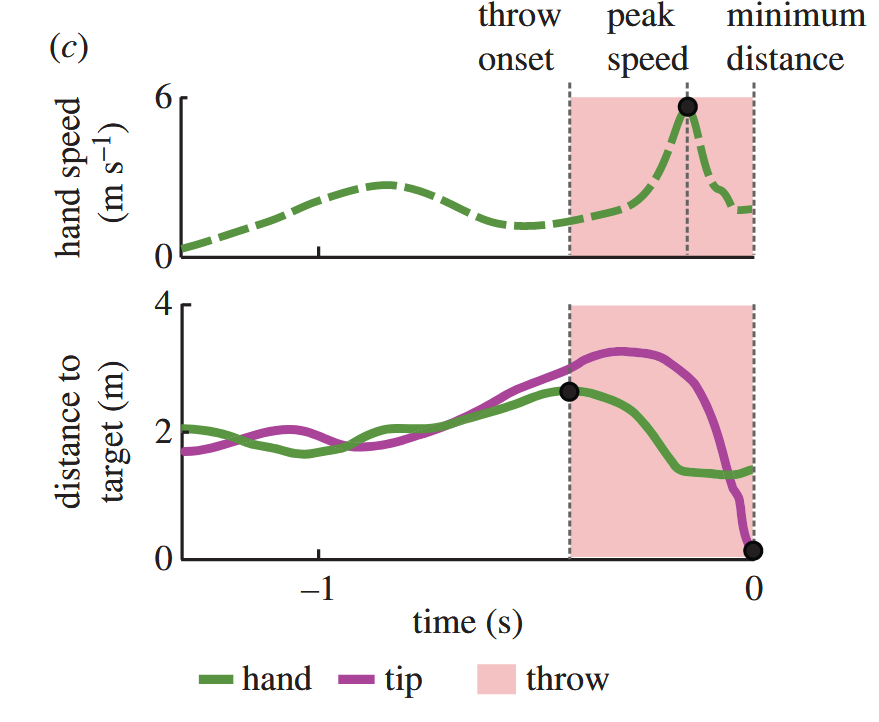 (c)
throw peak minimum
onset speed distance
hand speed
(m s⁻¹)
6
0
distance to
target (m)
4
2
0
–1 0
time (s)
hand tip throw